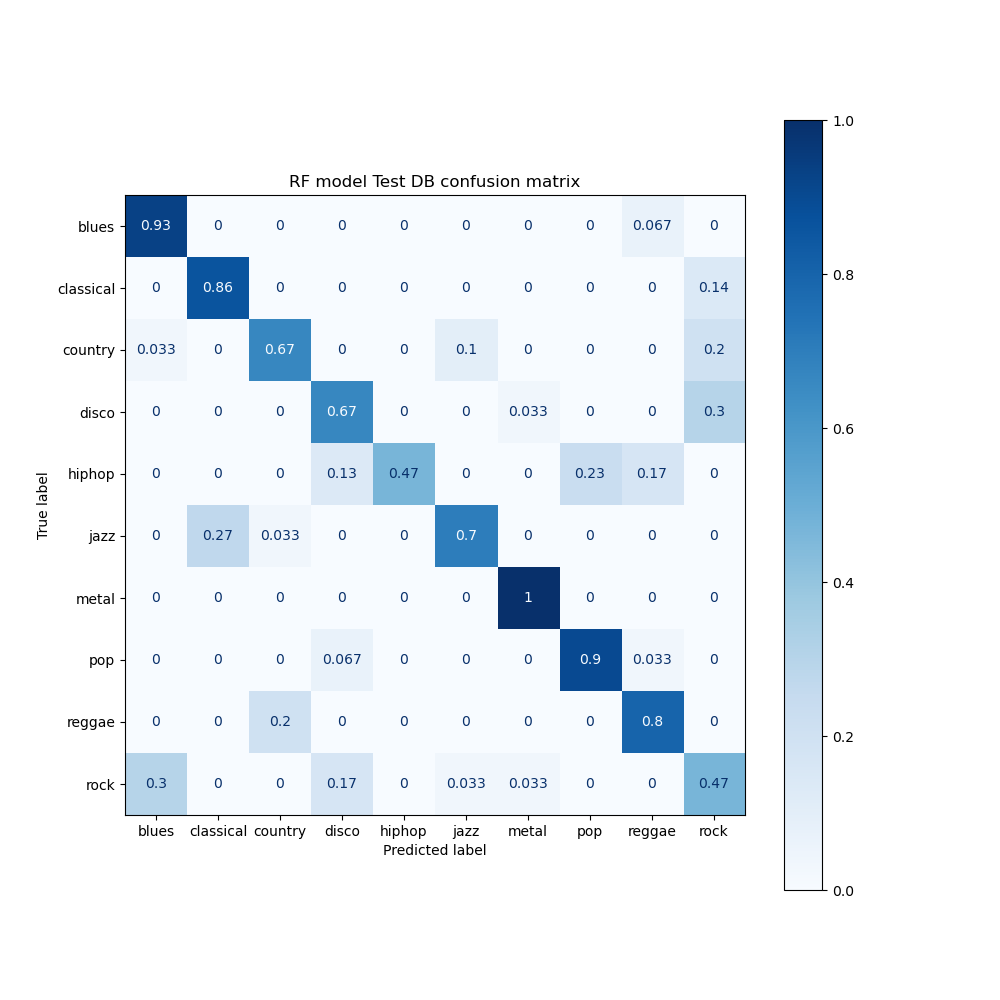 RF model Test DB confusion matrix
1.0
blues 0.93 0 0 0 0 0 0 0 0.067 0
classical 0 0.86 0 0 0 0 0 0 0 0.14
0.8
country 0.033 0 0.67 0 0 0.1 0 0 0 0.2
disco 0 0 0 0.67 0 0 0.033 0 0 0.3
0.6
hiphop 0 0 0 0.13 0.47 0 0 0.23 0.17 0
True label
jazz 0 0.27 0.033 0 0 0.7 0 0 0 0
0.4
metal 0 0 0 0 0 0 1 0 0 0
pop 0 0 0 0.067 0 0 0 0.9 0.033 0
reggae 0 0 0.2 0 0 0 0 0 0.8 0
0.2
rock 0.3 0 0 0.17 0 0.033 0.033 0 0 0.47
blues classical country disco hiphop jazz metal pop reggae rock
Predicted label
0.0